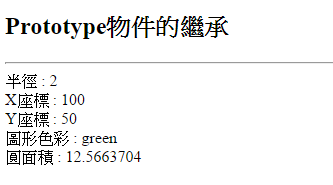 Prototype物件的繼承
半徑 : 2
X座標 : 100
Y座標 : 50
圖形色彩 : green
圓面積 : 12.5663704